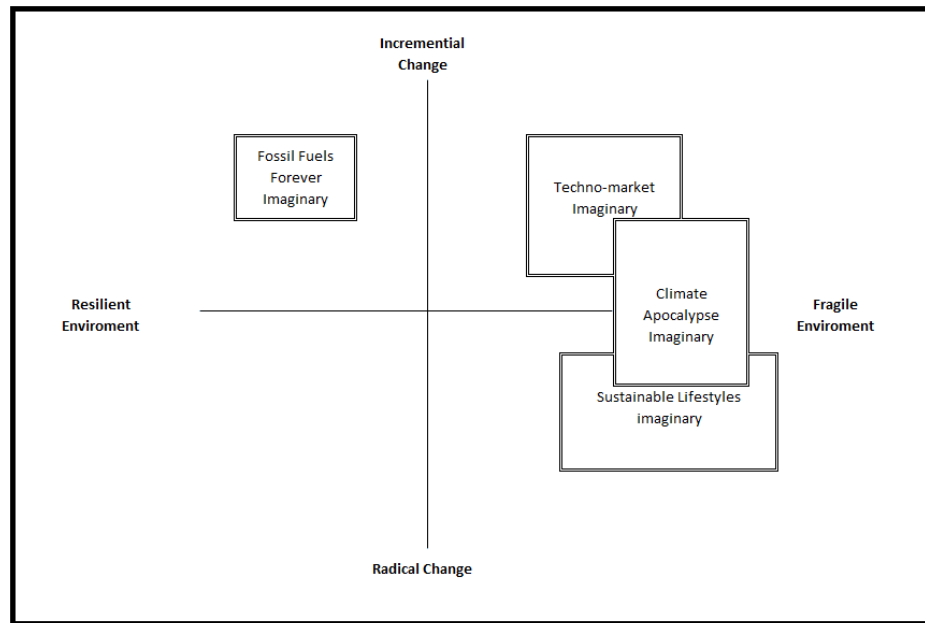 Incremential
Change
Fossil Fuels
Forever
Imaginary
Techno-market
Imaginary
Resilient
Enviroment
Climate
Apocalypse
Imaginary
Fragile
Enviroment
Sustainable Lifestyles
imaginary
Radical Change